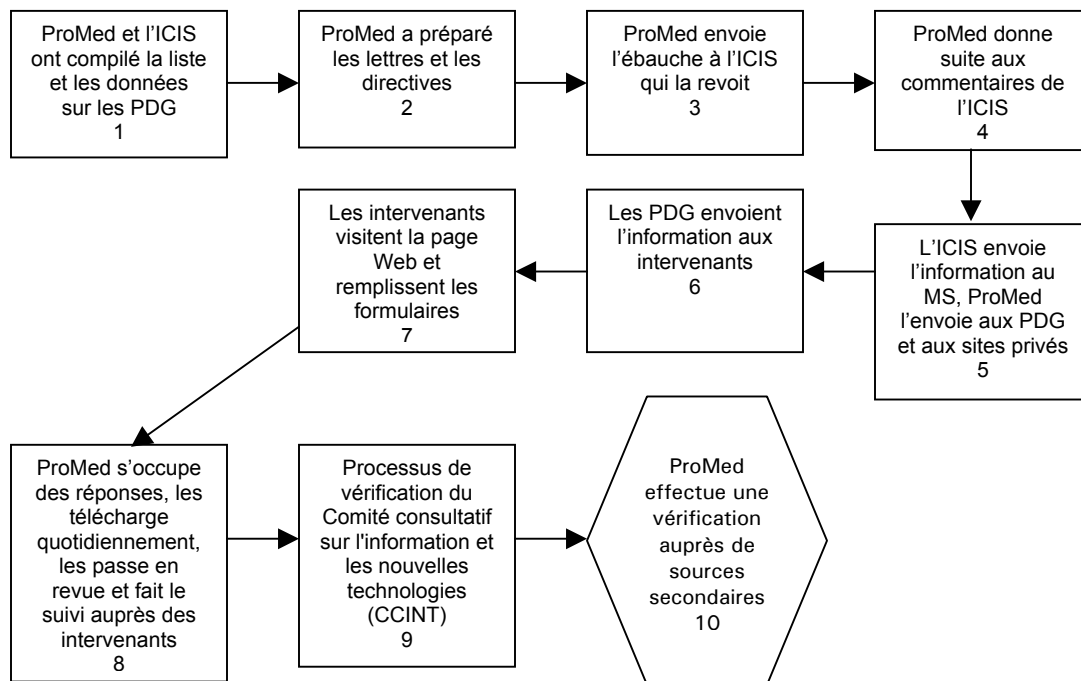 ProMed et l’ICIS
ont compilé la liste
et les données
sur les PDG
1
ProMed a préparé
les lettres et les
directives
2
ProMed envoie
l’ébauche à l’ICIS
qui la revoit
3
ProMed donne
suite aux
commentaires de
l’ICIS
4
L’ICIS envoie
l’information au
MS, ProMed
l’envoie aux PDG
et aux sites privés
5
Les PDG envoient
l’information aux
intervenants
6
Les intervenants
visitent la page
Web et
remplissent les
formulaires
7
ProMed s’occupe
des réponses, les
télécharge
quotidiennement,
les passe en
revue et fait le
suivi auprès des
intervenants
8
Processus de
vérification du
Comité consultatif
sur l'information et
les nouvelles
technologies
(CCINT)
9
ProMed
effectue une
vérification
auprès de
sources
secondaires
10